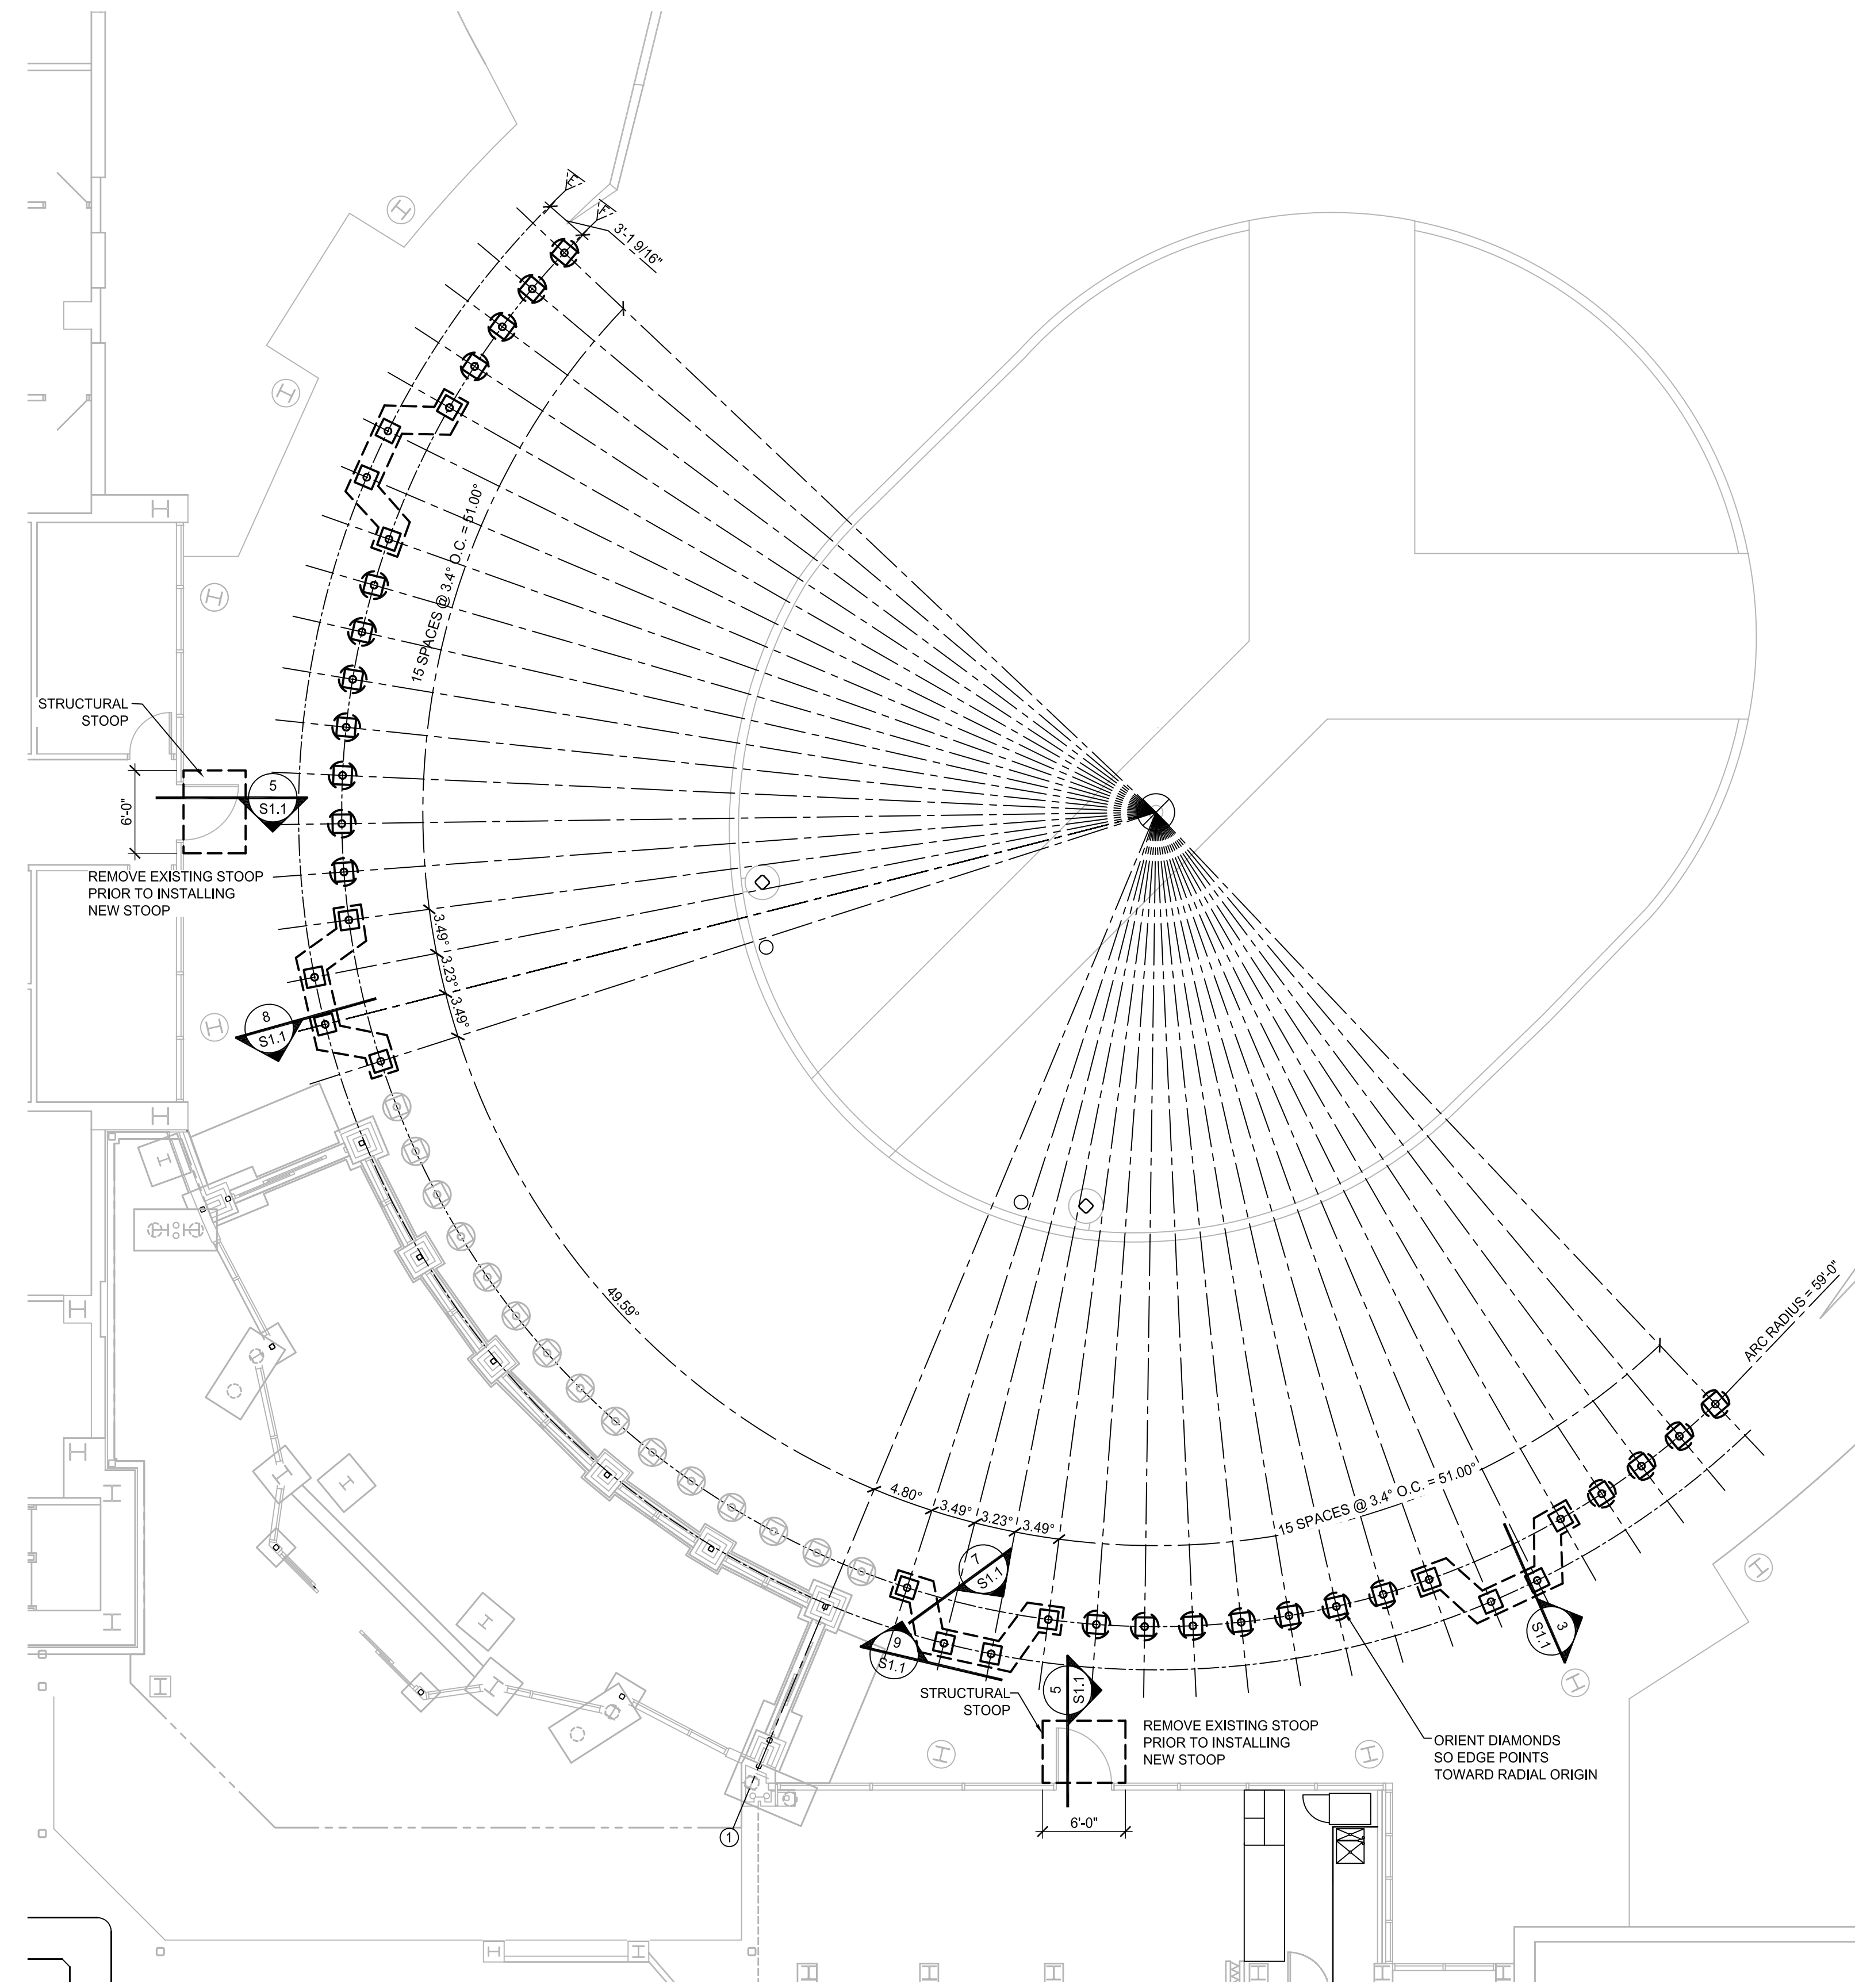 3'-1 9/16"
15 SPACES @ 3.4° O.C. = 51.00°
STRUCTURAL
STOOP
5
S1.1
6'-0"
REMOVE EXISTING STOOP
PRIOR TO INSTALLING
NEW STOOP
3.49°
3.23°
3.49°
8
S1.1
49.59°
ARC RADIUS = 59'-0"
4.80°
3.49°
3.23°
3.49°
15 SPACES @ 3.4° O.C. = 51.00°
7
S1.1
9
S1.1
3
S1.1
STRUCTURAL
STOOP
5
S1.1
REMOVE EXISTING STOOP
PRIOR TO INSTALLING
NEW STOOP
ORIENT DIAMONDS
SO EDGE POINTS
TOWARD RADIAL ORIGIN
6'-0"
1